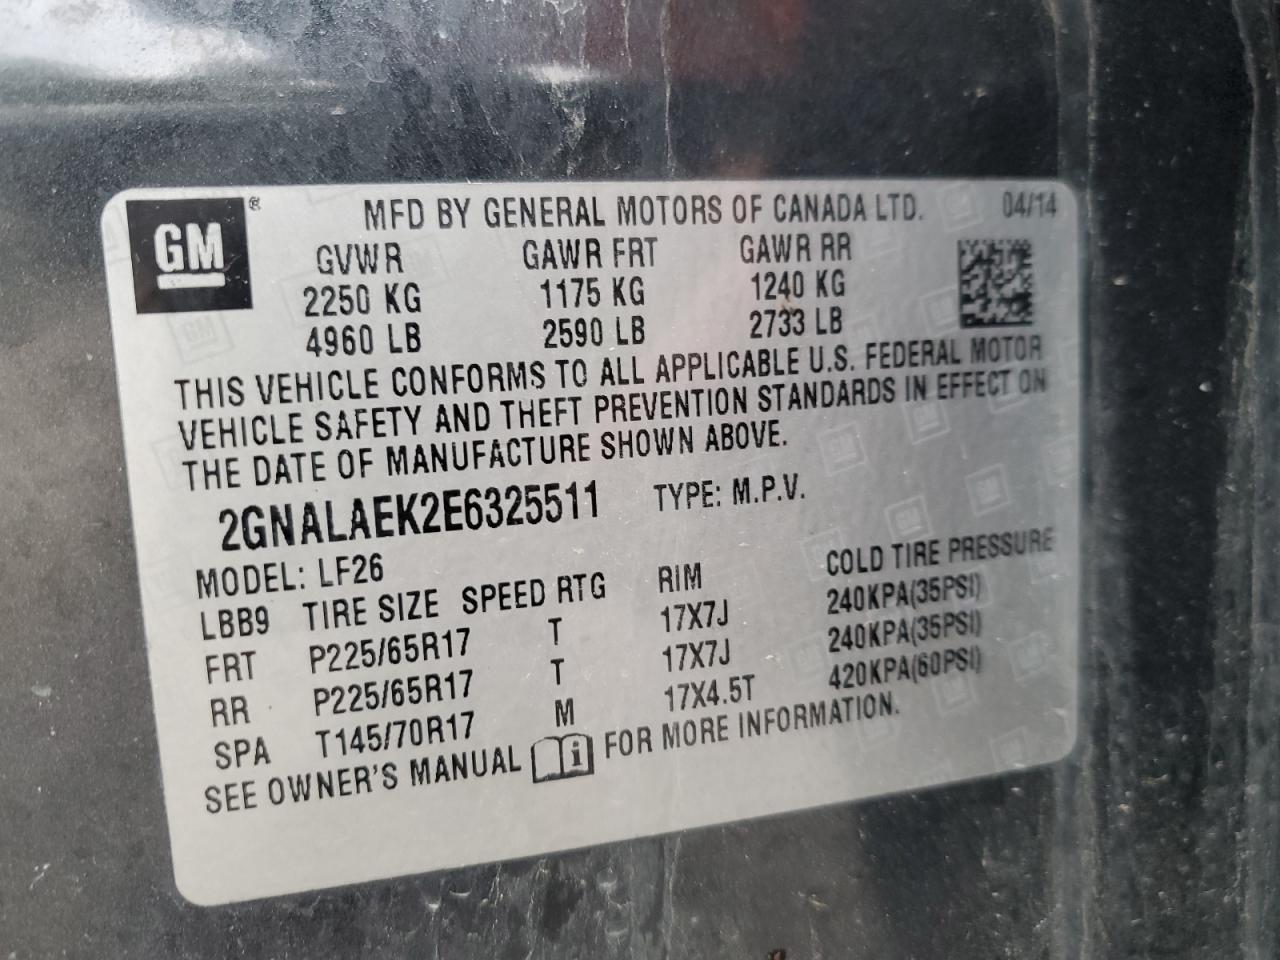 GM ®
MFD BY GENERAL MOTORS OF CANADA LTD. 04/14
GVWR GAWR FRT GAWR RR
2250 KG 1175 KG 1240 KG
4960 LB 2590 LB 2733 LB
THIS VEHICLE CONFORMS TO ALL APPLICABLE U.S. FEDERAL MOTOR
VEHICLE SAFETY AND THEFT PREVENTION STANDARDS IN EFFECT ON
THE DATE OF MANUFACTURE SHOWN ABOVE.
2GNALAEK2E6325511 TYPE: M.P.V.
MODEL: LF26
LBB9 TIRE SIZE SPEED RTG RIM COLD TIRE PRESSURE
FRT P225/65R17 T 17X7J 240KPA(35PSI)
RR P225/65R17 T 17X7J 240KPA(35PSI)
SPA T145/70R17 M 17X4.5T 420KPA(60PSI)
SEE OWNER'S MANUAL i FOR MORE INFORMATION.